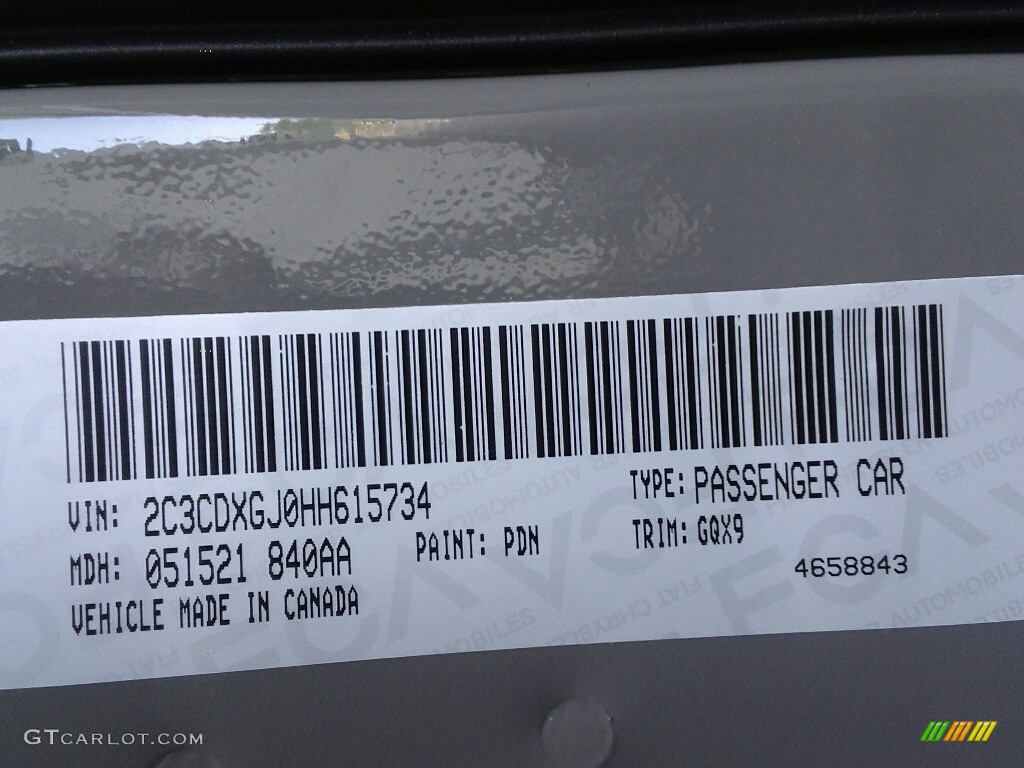 VIN: 2C3CDXGJ0HH615734
TYPE: PASSENGER CAR
MDH: 051521 840AA
PAINT: PDN
TRIM: GQX9
4658843
VEHICLE MADE IN CANADA
GTCARLOT.COM